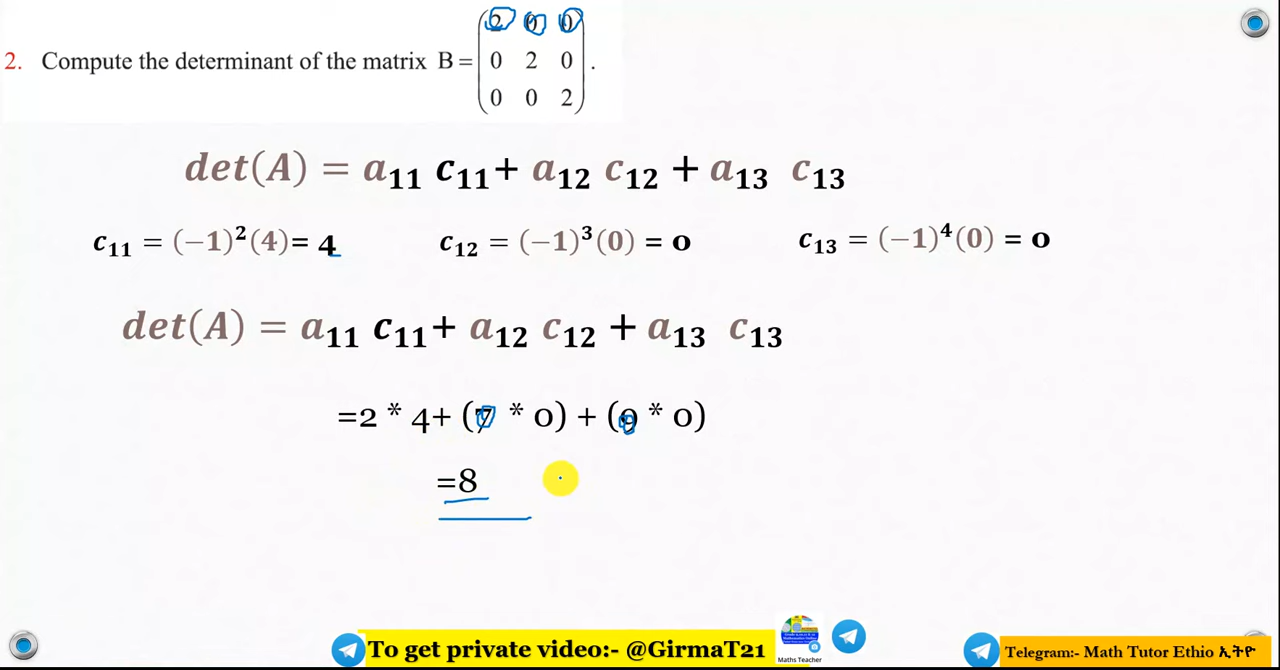 2. Compute the determinant of the matrix B = (2 0 0
0 2 0
0 0 2) .
det(A) = a₁₁ c₁₁+ a₁₂ c₁₂ + a₁₃ c₁₃
c₁₁ = (−1)²(4)= 4 c₁₂ = (−1)³(0) = 0 c₁₃ = (−1)⁴(0) = 0
det(A) = a₁₁ c₁₁+ a₁₂ c₁₂ + a₁₃ c₁₃
=2 * 4+ (7 * 0) + (9 * 0)
=8
To get private video:- @GirmaT21
Maths Teacher
Telegram:- Math Tutor Ethio ኢትዮ